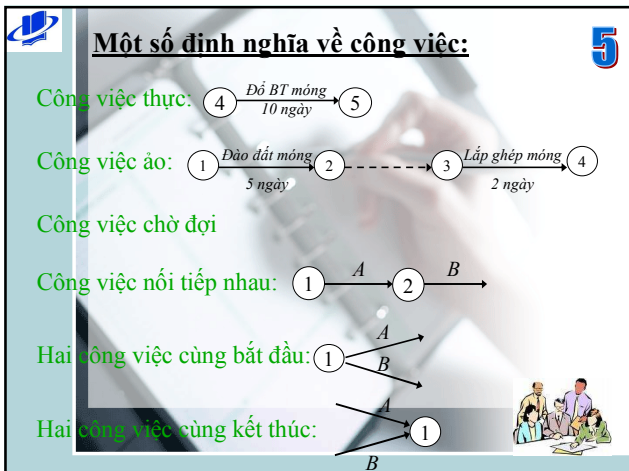 Một số định nghĩa về công việc:
5
Công việc thực: 4 Đổ BT móng 5
10 ngày
Công việc ảo: 1 Đào đất móng 2 3 Lắp ghép móng 4
5 ngày 2 ngày
Công việc chờ đợi
Công việc nối tiếp nhau: 1 A 2 B
Hai công việc cùng bắt đầu: 1 A
B
Hai công việc cùng kết thúc: A 1
B